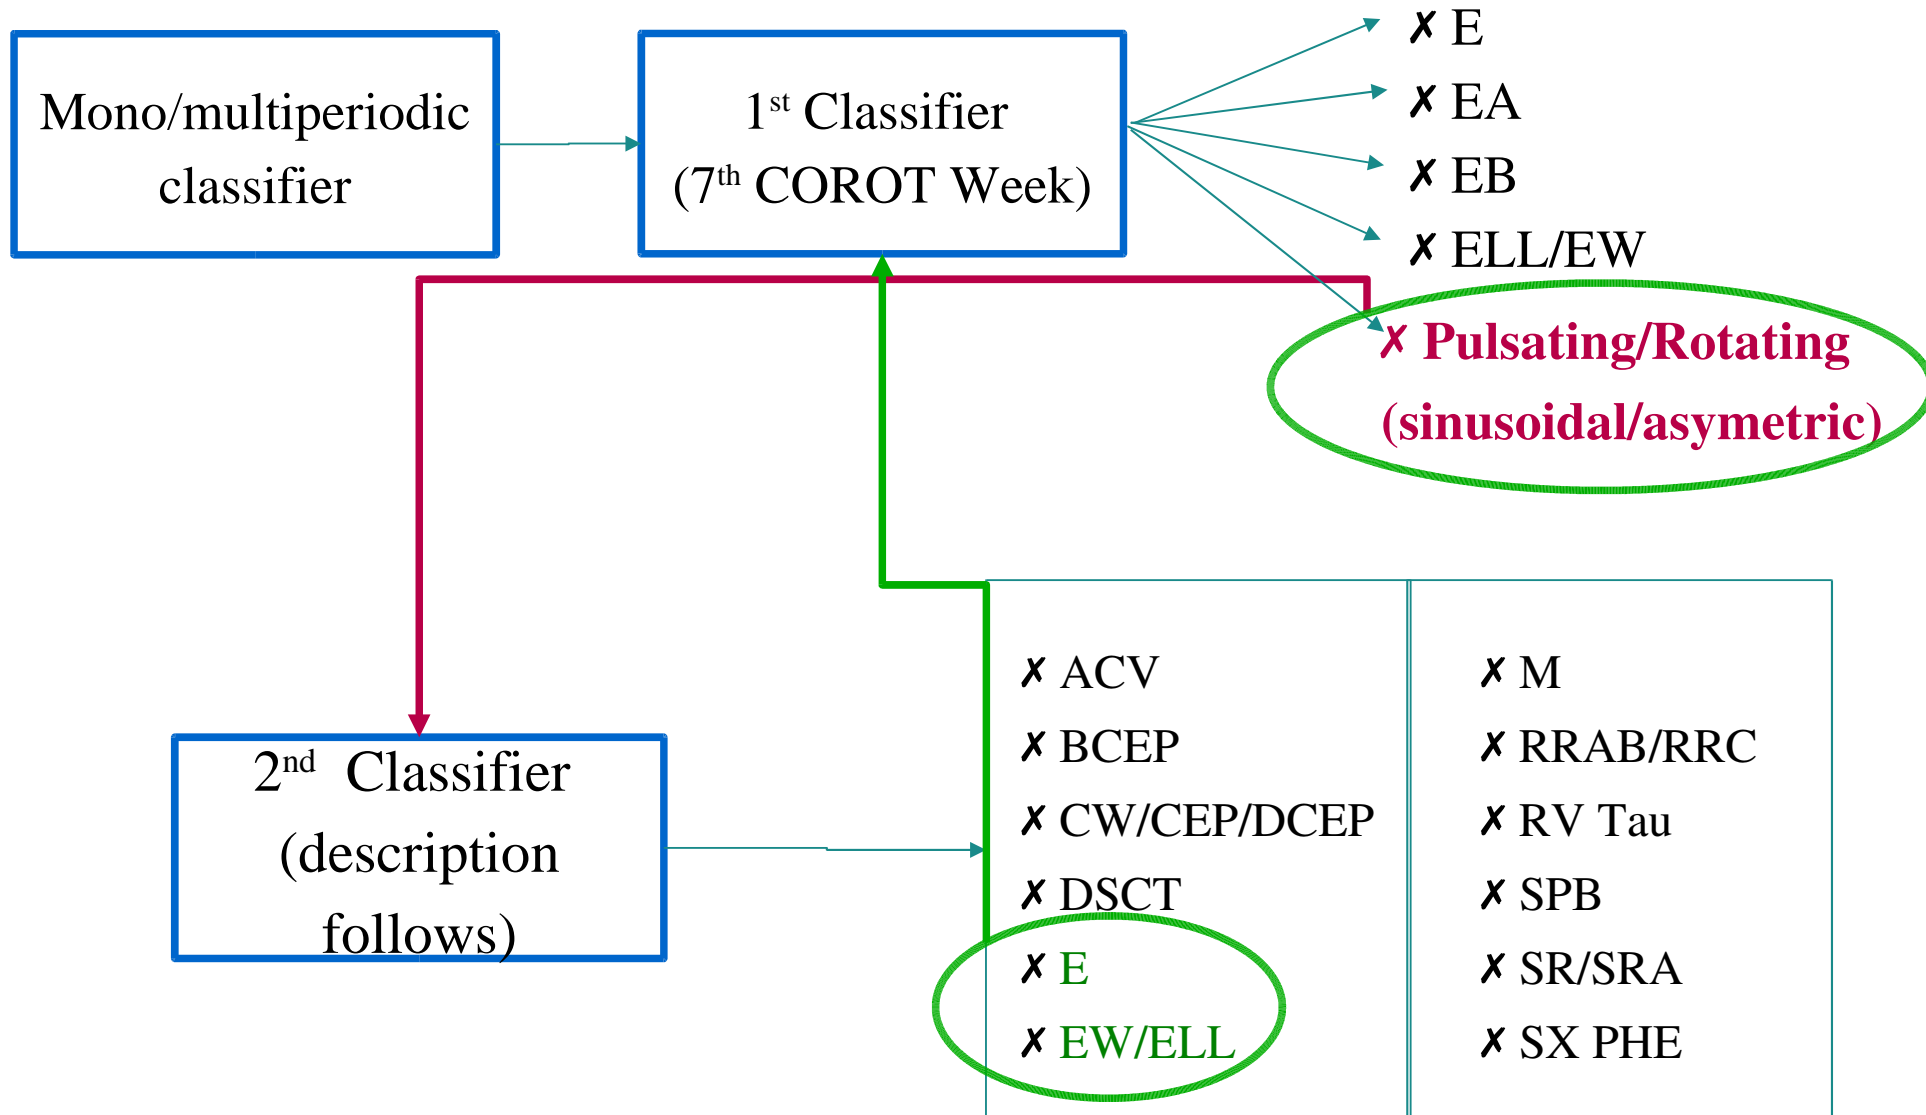 Mono/multiperiodic
classifier
1st Classifier
(7th COROT Week)
✗ E
✗ EA
✗ EB
✗ ELL/EW
✗ Pulsating/Rotating
(sinusoidal/asymetric)
2nd Classifier
(description
follows)
✗ ACV
✗ BCEP
✗ CW/CEP/DCEP
✗ DSCT
✗ E
✗ EW/ELL
✗ M
✗ RRAB/RRC
✗ RV Tau
✗ SPB
✗ SR/SRA
✗ SX PHE